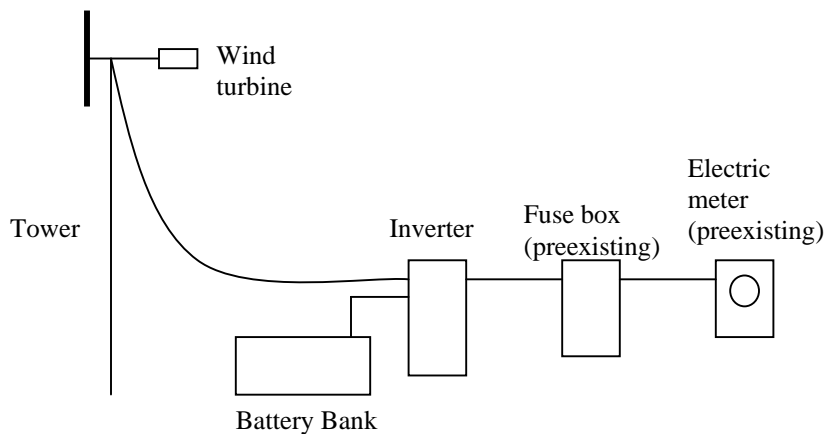 Wind
turbine
Electric
meter
(preexisting)
Tower
Inverter
Fuse box
(preexisting)
Battery Bank